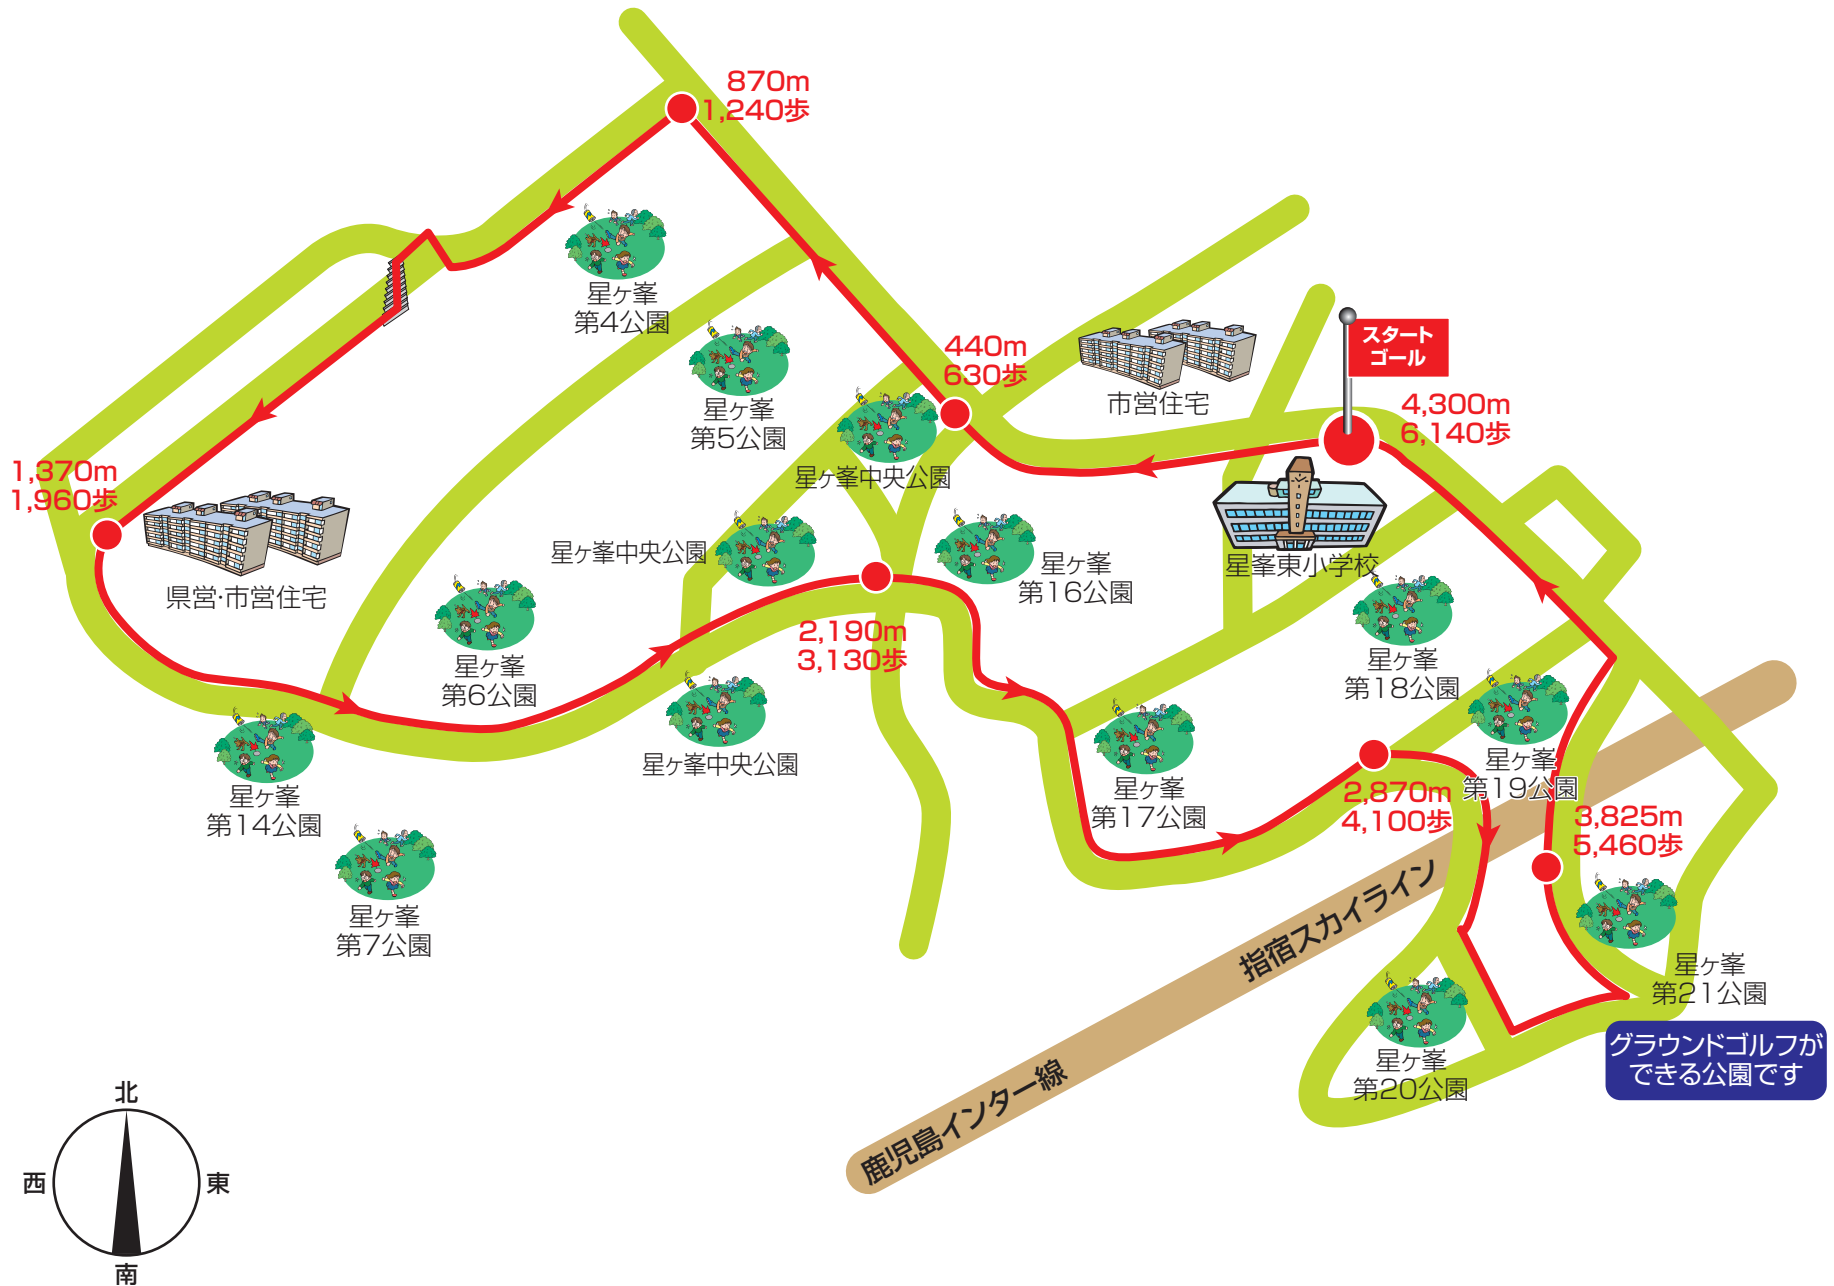 870m
1,240歩
星ヶ峯
第4公園
星ヶ峯
第5公園
440m
630歩
市営住宅
スタート
ゴール
4,300m
6,140歩
星ヶ峯中央公園
1,370m
1,960歩
県営・市営住宅
星ヶ峯中央公園
星ヶ峯
第16公園
星峯東小学校
星ヶ峯
第6公園
2,190m
3,130歩
星ヶ峯
第18公園
星ヶ峯中央公園
星ヶ峯
第14公園
星ヶ峯
第17公園
2,870m
4,100歩
星ヶ峯
第19公園
3,825m
5,460歩
星ヶ峯
第7公園
指宿スカイライン
鹿児島インター線
星ヶ峯
第21公園
グラウンドゴルフが
できる公園です
星ヶ峯
第20公園
北
西
東
南